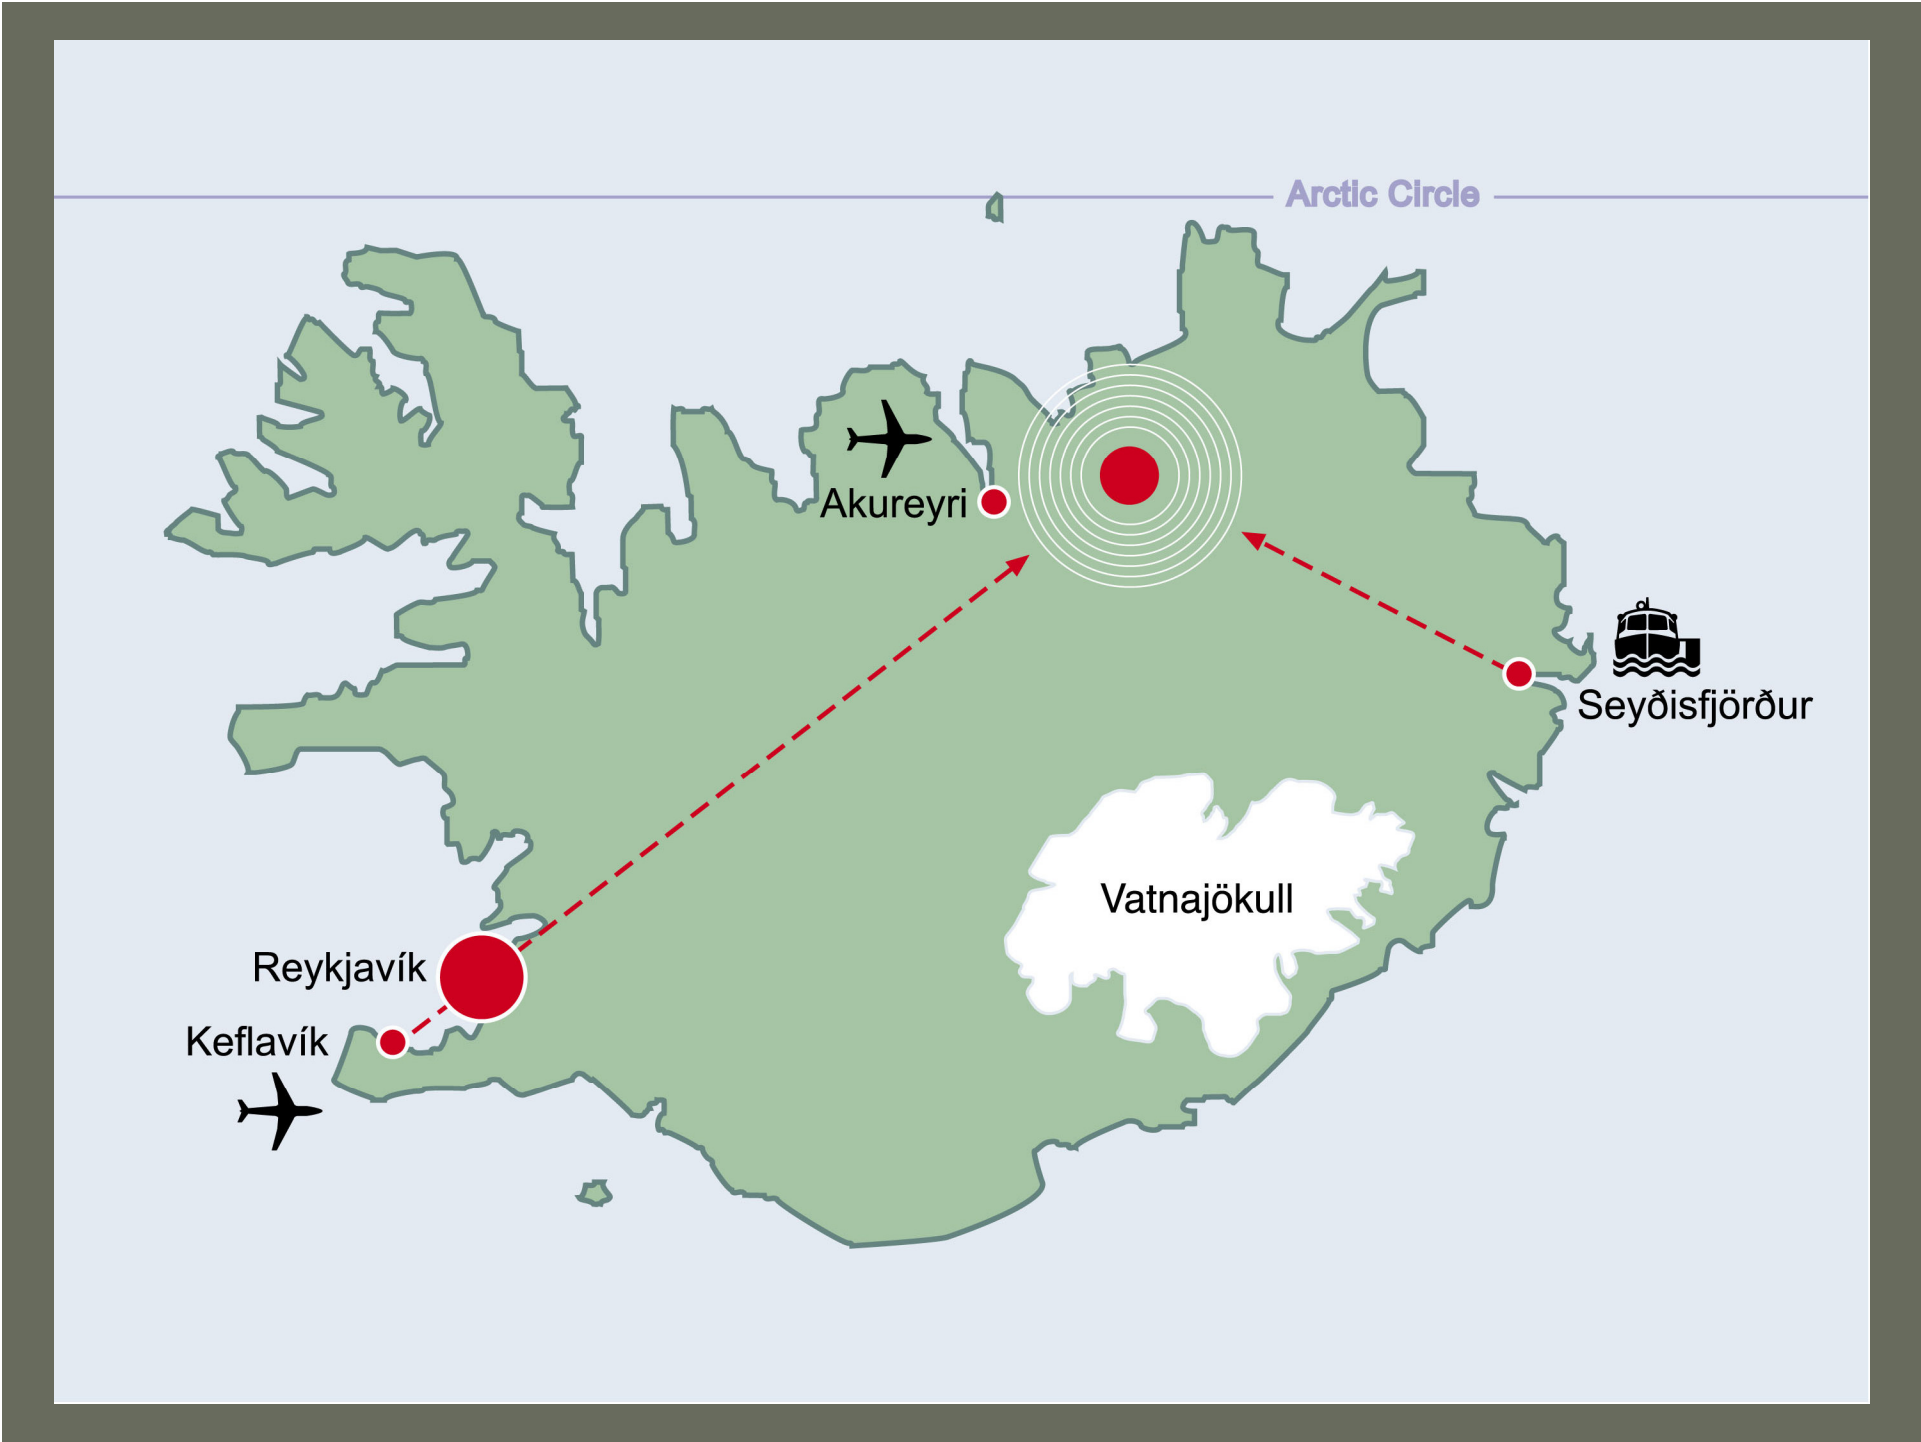 Arctic Circle
Akureyri
Seyðisfjörður
Vatnajökull
Reykjavík
Keflavík